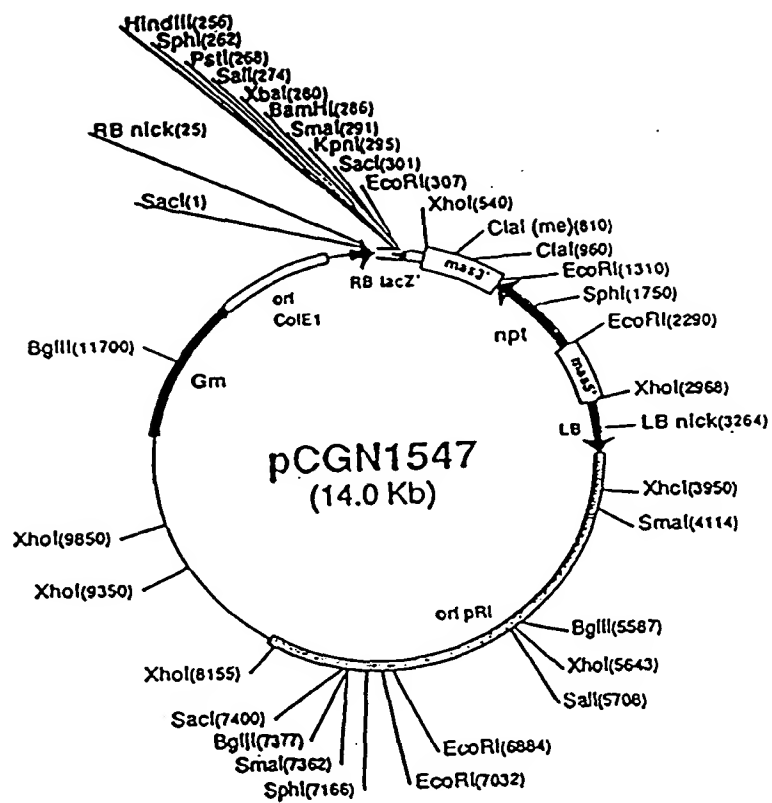 HindIII(256)
SphI(262)
PstI(268)
SalI(274)
XbaI(280)
BamHI(286)
SmaI(291)
KpnI(295)
SacI(301)
EcoRI(307)
RB nick(25)
SacI(1)
XhoI(540)
ClaI (me)(810)
ClaI(960)
EcoRI(1310)
SphI(1750)
EcoRI(2290)
XhoI(2968)
LB nick(3264)
XhoI(3950)
SmaI(4114)
BglII(5587)
XhoI(5643)
SalI(5708)
EcoRI(6884)
EcoRI(7032)
SphI(7166)
SmaI(7362)
BglII(7377)
SacI(7400)
XhoI(8155)
XhoI(9350)
XhoI(9850)
BglII(11700)
RB lacZ'
mas3'
npt
mas5'
LB
ori
ColE1
Gm
pCGN1547
(14.0 Kb)
ori pRI